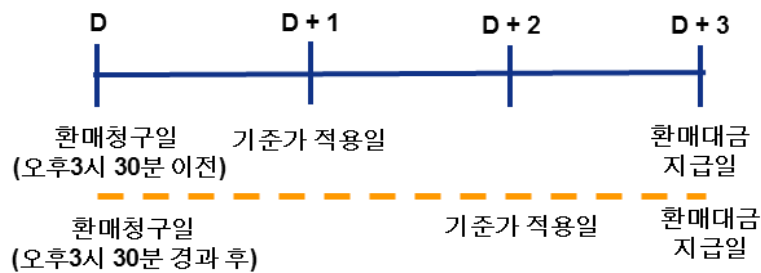 D D + 1 D + 2 D + 3
환매청구일 기준가 적용일 환매대금
(오후3시 30분 이전) 지급일
환매청구일 기준가 적용일 환매대금
(오후3시 30분 경과 후) 지급일